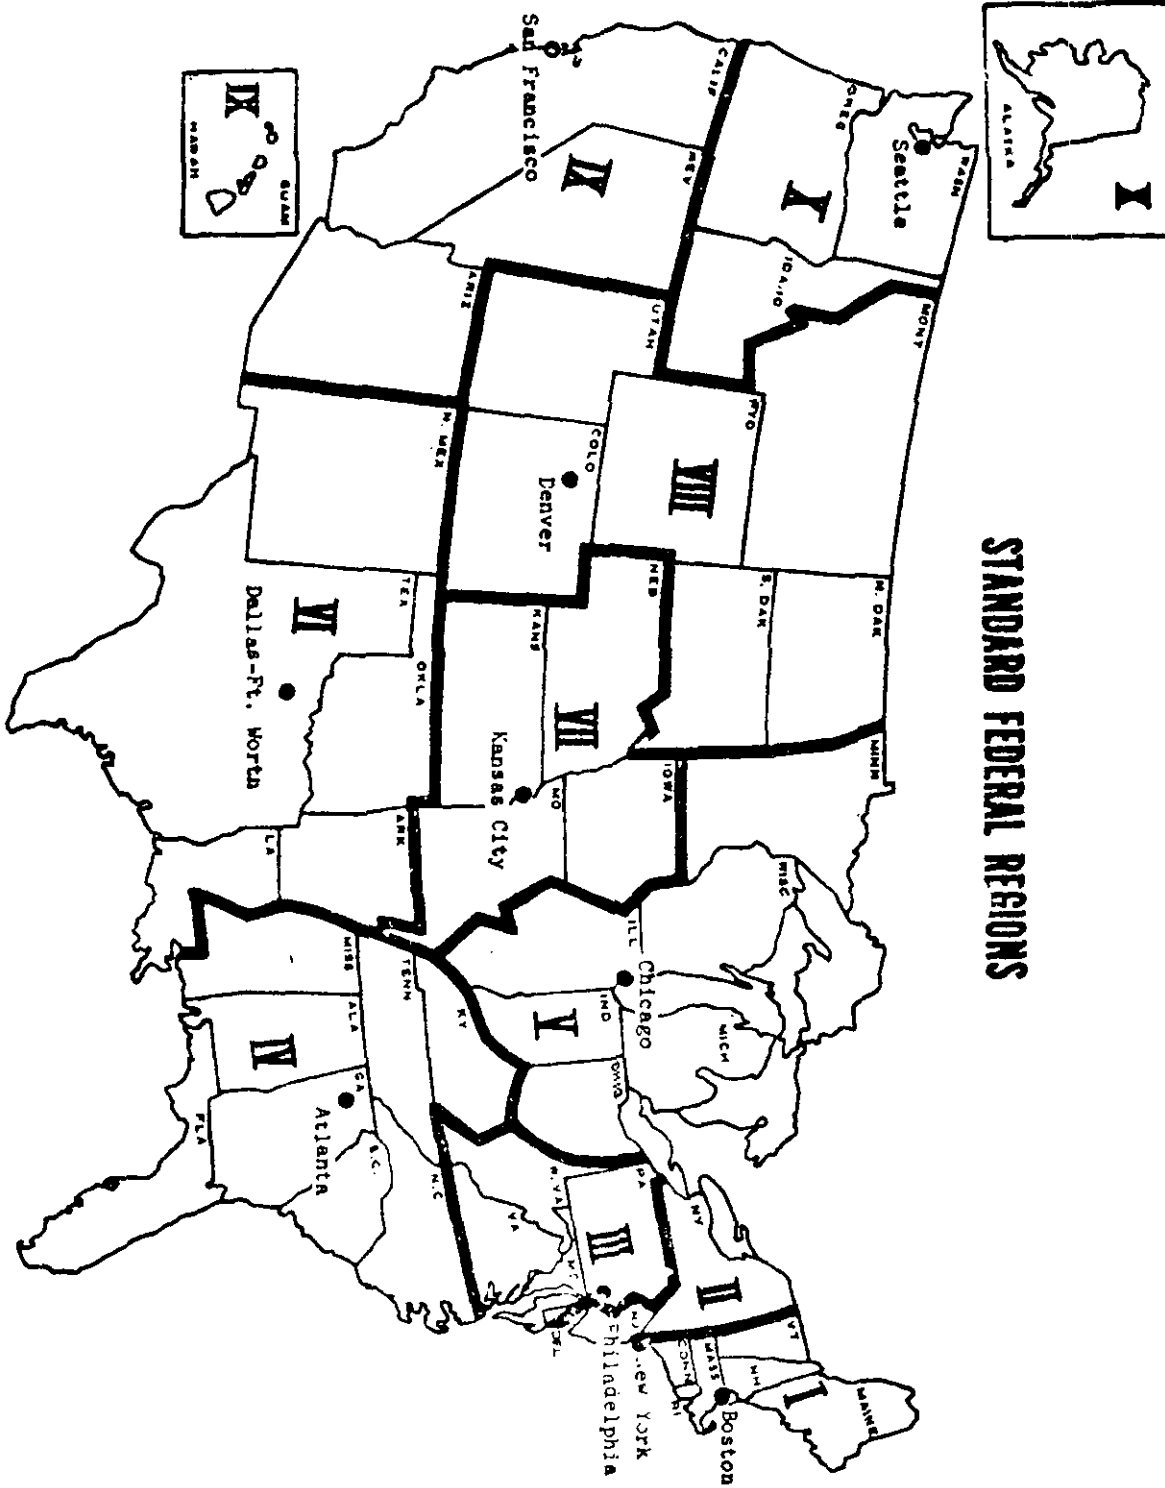 STANDARD FEDERAL REGIONS
X
ALASKA
WASH
Seattle
OREG
X
IDAHO
MONT
N. DAK
S. DAK
MINN
WISC
MICH
CALIF
NEV
IX
San Francisco
UTAH
WYO
VIII
COLO
Denver
NEB
VII
KANS
Kansas City
IOWA
MO
ILL
Chicago
IND
V
OHIO
NY
II
VT
NH
MAINE
I
MASS
Boston
CONN
RI
York
Philadelphia
PA
III
W. VA
VA
DEL
KY
TENN
N.C
S.C.
ARIZ
N. MEX
TEX
VI
Dallas-Ft. Worth
OKLA
ARK
LA
MISS
ALA
IV
GA
Atlanta
FLA
IX
GUAM